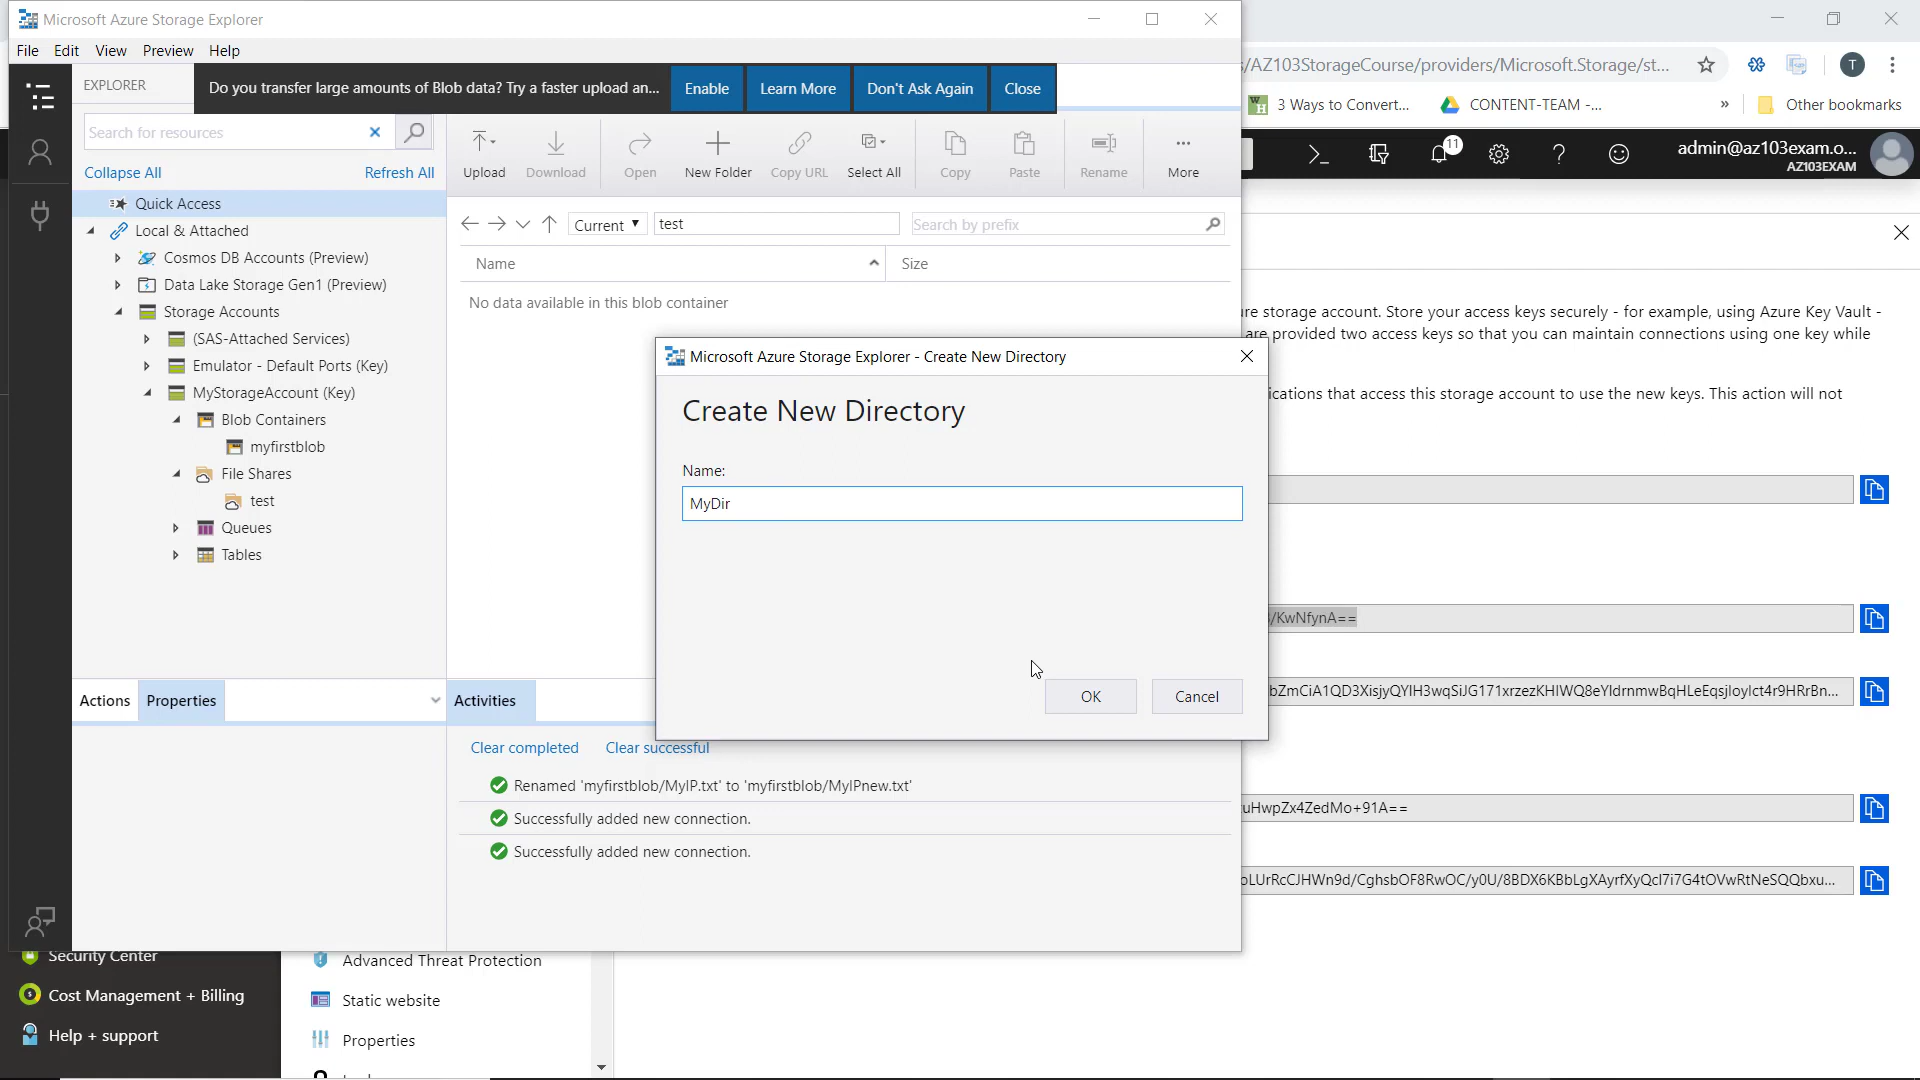 Microsoft Azure Storage Explorer
File Edit View Preview Help
EXPLORER
Do you transfer large amounts of Blob data? Try a faster upload an...
Enable
Learn More
Don't Ask Again
Close
Search for resources
Collapse All
Refresh All
Quick Access
Local & Attached
Cosmos DB Accounts (Preview)
Data Lake Storage Gen1 (Preview)
Storage Accounts
(SAS-Attached Services)
Emulator - Default Ports (Key)
MyStorageAccount (Key)
Blob Containers
myfirstblob
File Shares
test
Queues
Tables
Upload
Download
Open
New Folder
Copy URL
Select All
Copy
Paste
Rename
More
Current
test
Search by prefix
Name
Size
No data available in this blob container
Microsoft Azure Storage Explorer - Create New Directory
Create New Directory
Name:
MyDir
OK
Cancel
Actions
Properties
Activities
Clear completed
Clear successful
Renamed 'myfirstblob/MyIP.txt' to 'myfirstblob/MyIPnew.txt'
Successfully added new connection.
Successfully added new connection.
/AZ103StorageCourse/providers/Microsoft.Storage/st...
T
3 Ways to Convert...
CONTENT-TEAM -...
»
Other bookmarks
11
admin@az103exam.o...
AZ103EXAM
re storage account. Store your access keys securely - for example, using Azure Key Vault -
are provided two access keys so that you can maintain connections using one key while
ications that access this storage account to use the new keys. This action will not
/KwNfynA==
bZmCiA1QD3XisjyQYIH3wqSiJG171xrzezKHIWQ8eYIdrnmwBqHLeEqsjloylct4r9HRrBn...
uHwpZx4ZedMo+91A==
oLUrRcCJHWn9d/CghsbOF8RwOC/y0U/8BDX6KBbLgXAyrfXyQcI7i7G4tOVwRtNeSQQbxu...
Security Center
Cost Management + Billing
Help + support
Advanced Threat Protection
Static website
Properties